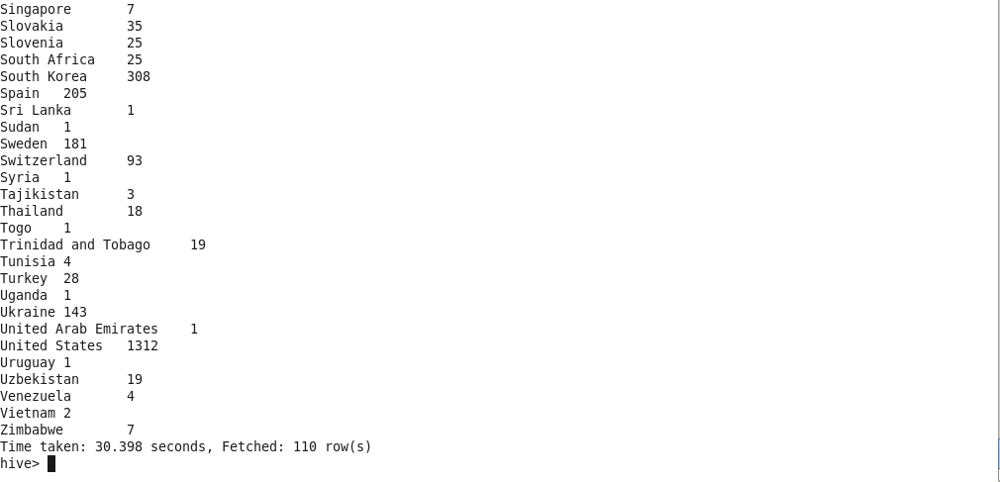 Singapore	7
Slovakia	35
Slovenia	25
South Africa	25
South Korea	308
Spain	205
Sri Lanka	1
Sudan	1
Sweden	181
Switzerland	93
Syria	1
Tajikistan	3
Thailand	18
Togo	1
Trinidad and Tobago	19
Tunisia	4
Turkey	28
Uganda	1
Ukraine	143
United Arab Emirates	1
United States	1312
Uruguay	1
Uzbekistan	19
Venezuela	4
Vietnam	2
Zimbabwe	7
Time taken: 30.398 seconds, Fetched: 110 row(s)
hive>